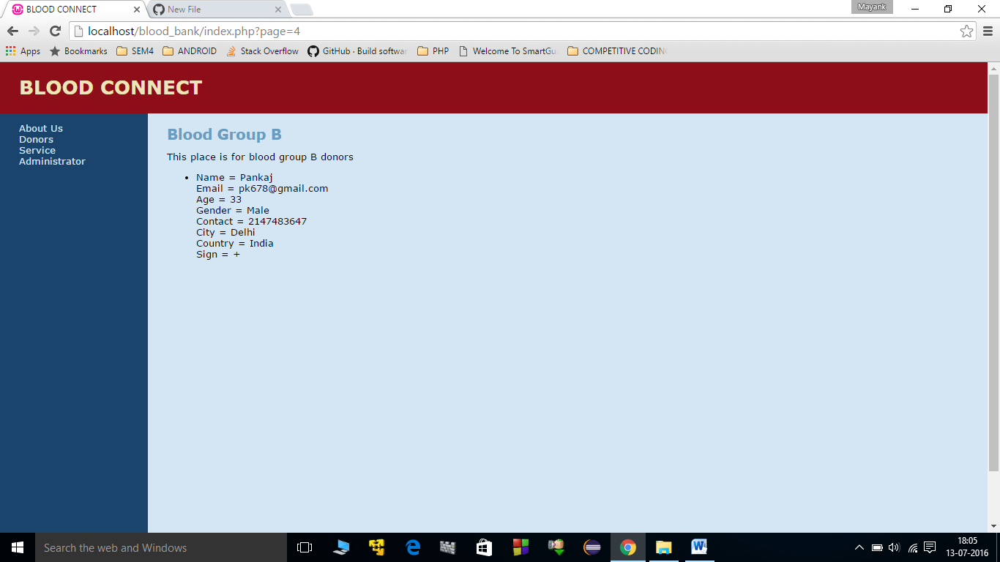 BLOOD CONNECT
New File
Mayank
localhost/blood_bank/index.php?page=4
Apps Bookmarks SEM4 ANDROID Stack Overflow GitHub · Build softwar PHP Welcome To SmartGu COMPETITIVE CODING
BLOOD CONNECT
About Us
Donors
Service
Administrator
Blood Group B
This place is for blood group B donors
• Name = Pankaj
Email = pk678@gmail.com
Age = 33
Gender = Male
Contact = 2147483647
City = Delhi
Country = India
Sign = +
Search the web and Windows
18:05
13-07-2016